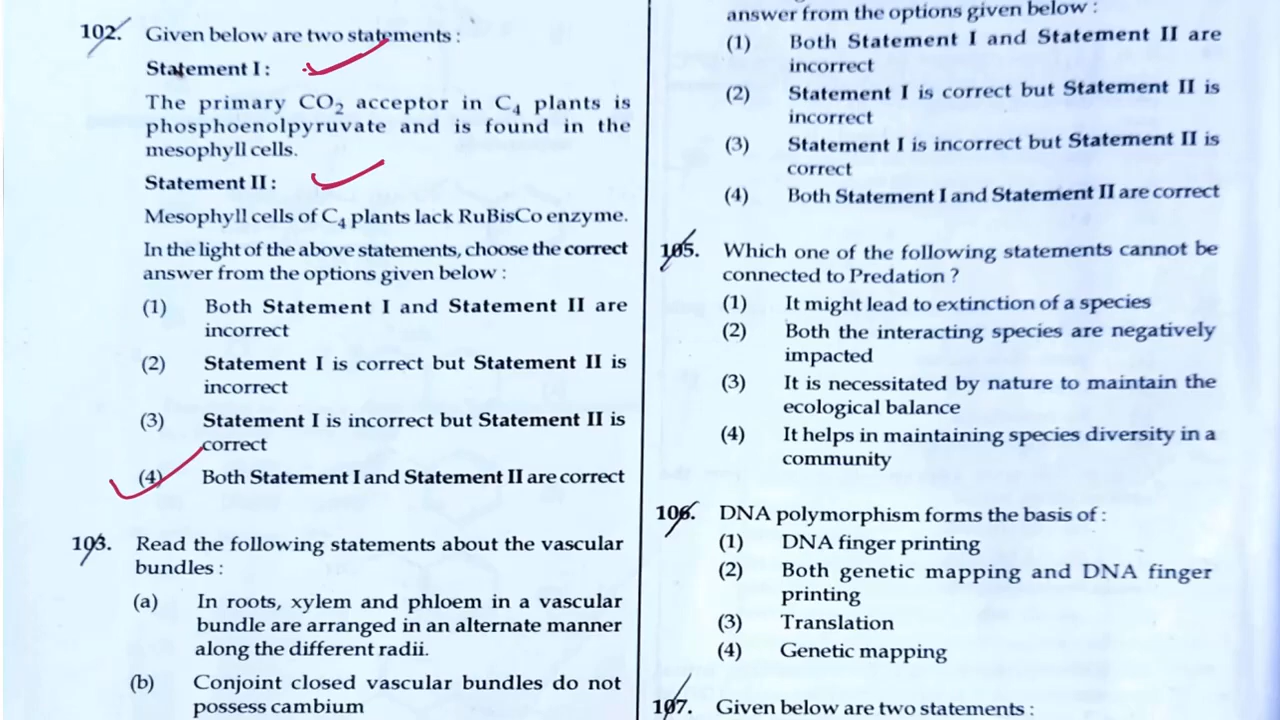 102. Given below are two statements :
Statement I :
The primary CO₂ acceptor in C₄ plants is
phosphoenolpyruvate and is found in the
mesophyll cells.
Statement II :
Mesophyll cells of C₄ plants lack RuBisCo enzyme.
In the light of the above statements, choose the correct
answer from the options given below :
(1) Both Statement I and Statement II are
incorrect
(2) Statement I is correct but Statement II is
incorrect
(3) Statement I is incorrect but Statement II is
correct
(4) Both Statement I and Statement II are correct
103. Read the following statements about the vascular
bundles :
(a) In roots, xylem and phloem in a vascular
bundle are arranged in an alternate manner
along the different radii.
(b) Conjoint closed vascular bundles do not
possess cambium
answer from the options given below :
(1) Both Statement I and Statement II are
incorrect
(2) Statement I is correct but Statement II is
incorrect
(3) Statement I is incorrect but Statement II is
correct
(4) Both Statement I and Statement II are correct
105. Which one of the following statements cannot be
connected to Predation ?
(1) It might lead to extinction of a species
(2) Both the interacting species are negatively
impacted
(3) It is necessitated by nature to maintain the
ecological balance
(4) It helps in maintaining species diversity in a
community
106. DNA polymorphism forms the basis of :
(1) DNA finger printing
(2) Both genetic mapping and DNA finger
printing
(3) Translation
(4) Genetic mapping
107. Given below are two statements :